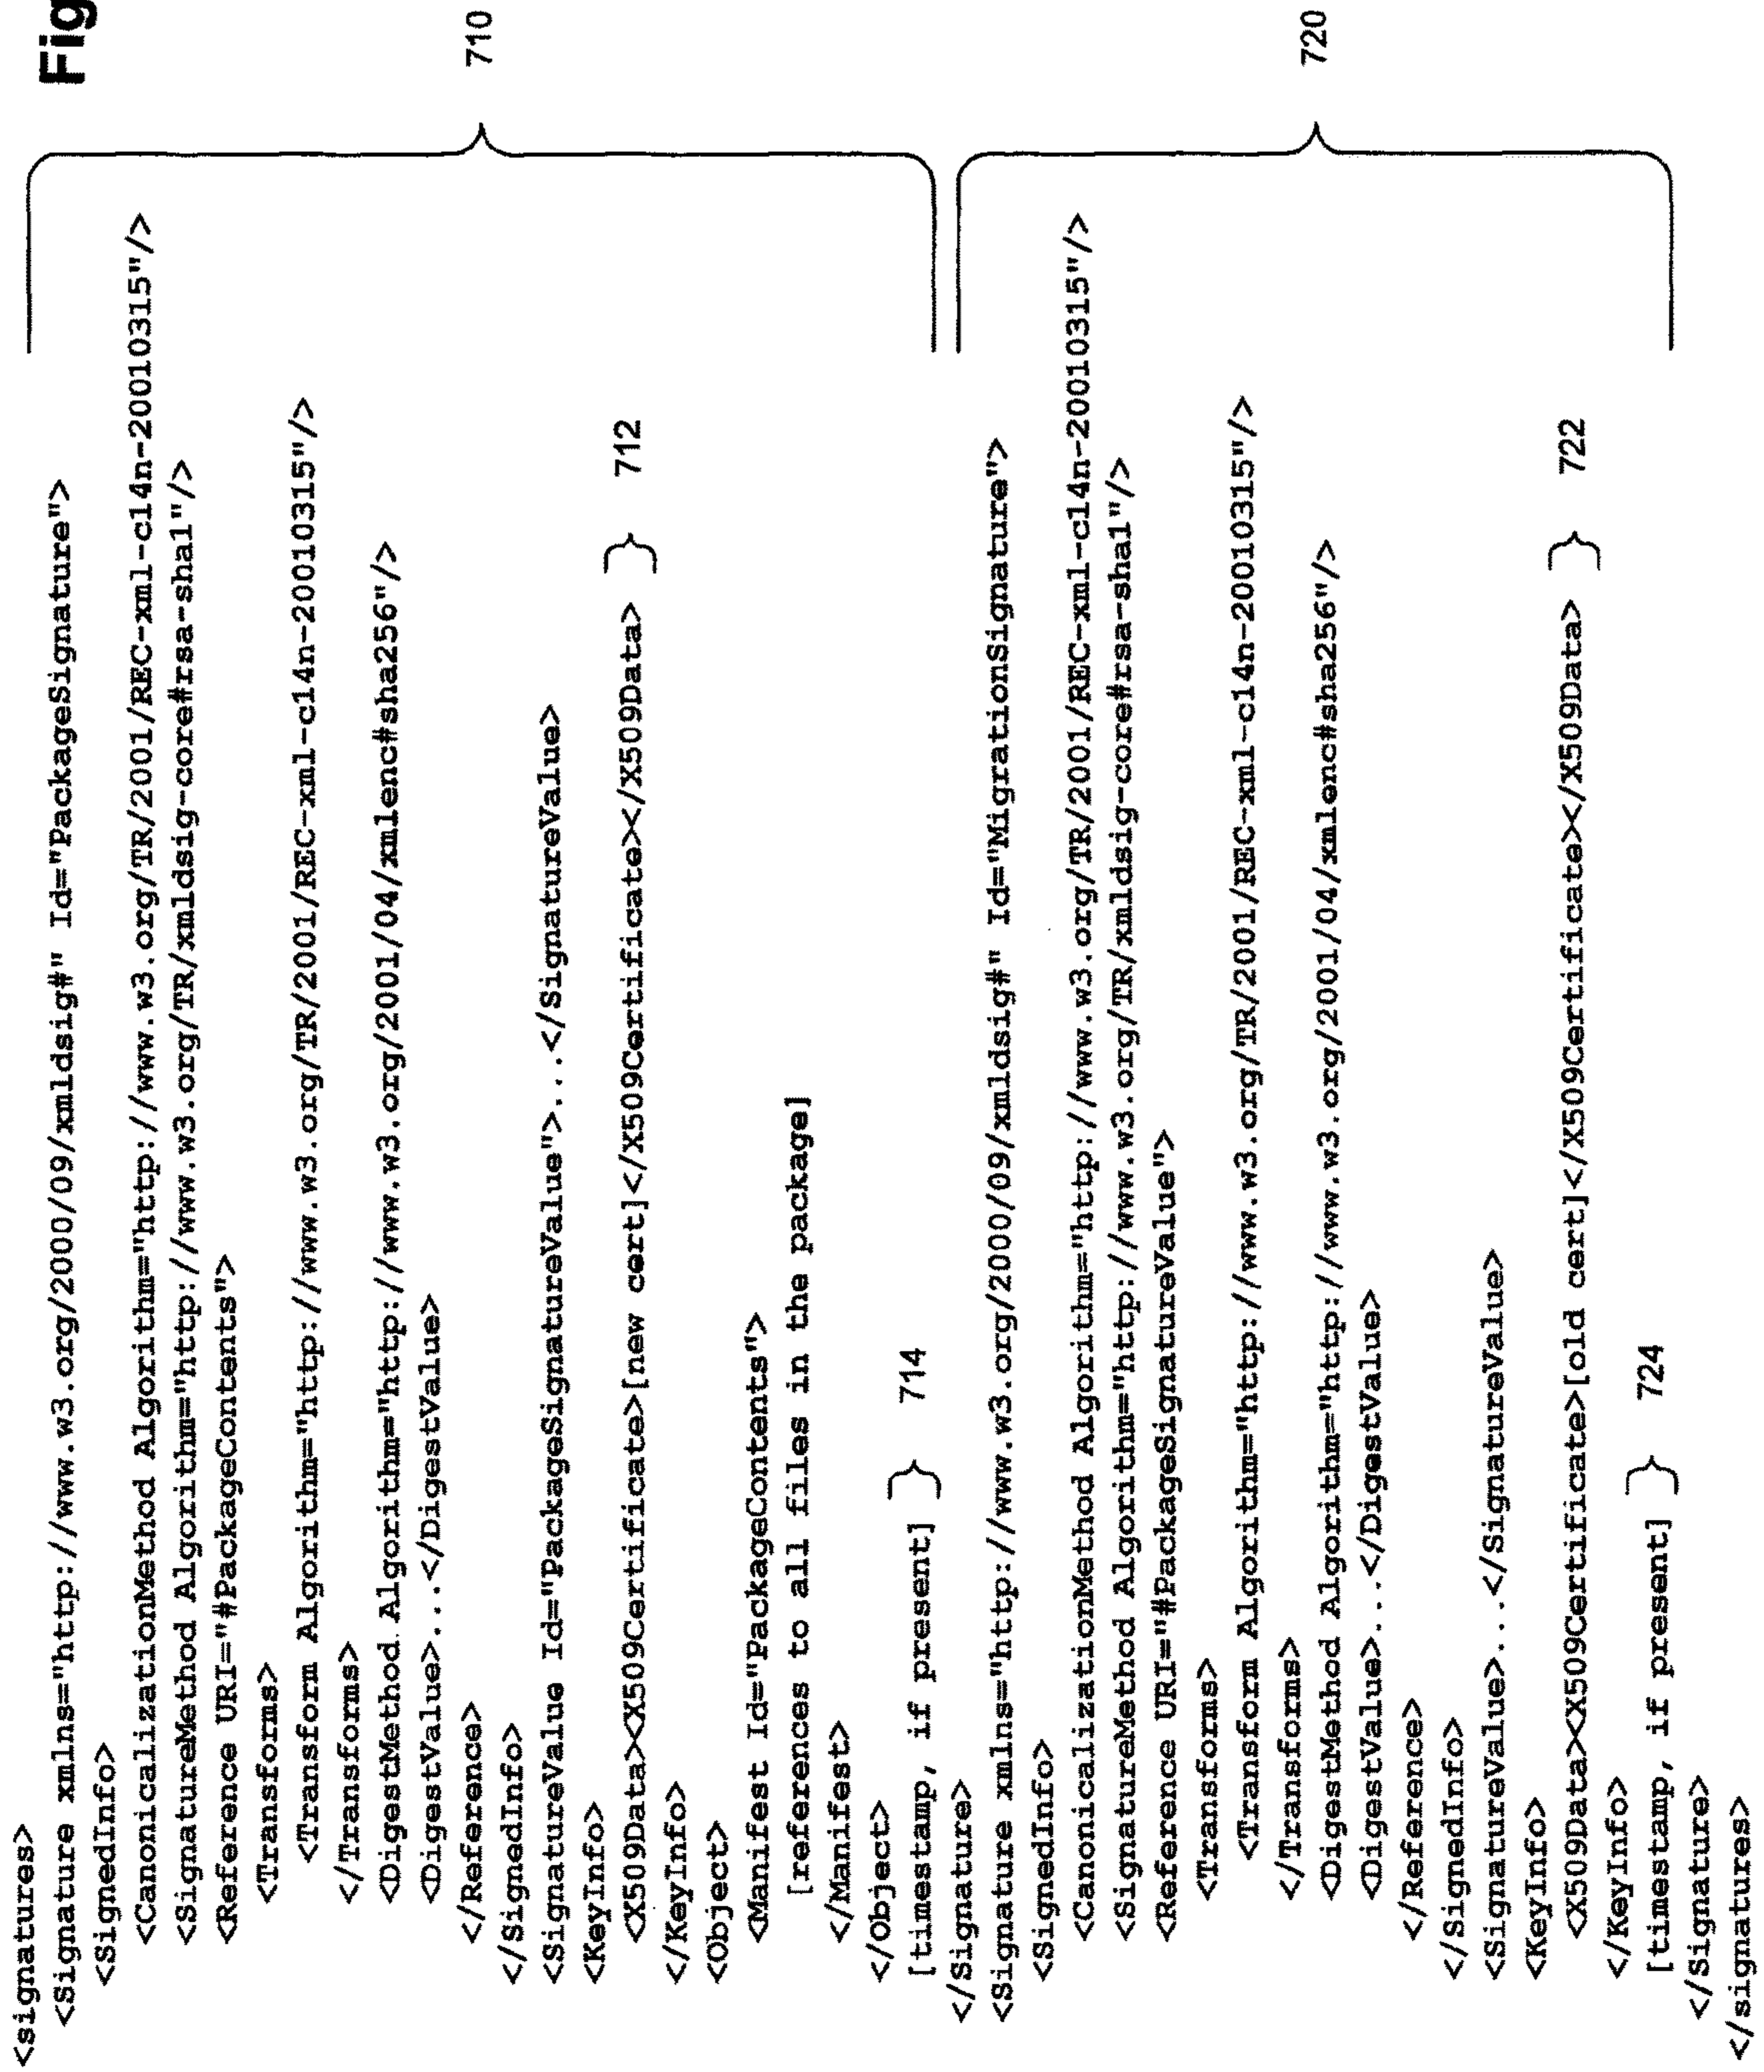 Fig
<signatures>
<Signature xmlns="http://www.w3.org/2000/09/xmldsig#" Id="PackageSignature">
<SignedInfo>
<CanonicalizationMethod Algorithm="http://www.w3.org/TR/2001/REC-xml-c14n-20010315"/>
<SignatureMethod Algorithm="http://www.w3.org/TR/xmldsig-core#rsa-sha1"/>
<Reference URI="#PackageContents">
<Transforms>
<Transform Algorithm="http://www.w3.org/TR/2001/REC-xml-c14n-20010315"/>
</Transforms>
<DigestMethod Algorithm="http://www.w3.org/2001/04/xmlenc#sha256"/>
<DigestValue>...</DigestValue>
</Reference>
</SignedInfo>
<SignatureValue Id="PackageSignatureValue">...</SignatureValue>
<KeyInfo>
<X509Data><X509Certificate>[new cert]</X509Certificate></X509Data> } 712
</KeyInfo>
<Object>
<Manifest Id="PackageContents">
[references to all files in the package]
</Manifest>
</Object>
[timestamp, if present] } 714
</Signature>
710
<Signature xmlns="http://www.w3.org/2000/09/xmldsig#" Id="MigrationSignature">
<SignedInfo>
<CanonicalizationMethod Algorithm="http://www.w3.org/TR/2001/REC-xml-c14n-20010315"/>
<SignatureMethod Algorithm="http://www.w3.org/TR/xmldsig-core#rsa-sha1"/>
<Reference URI="#PackageSignatureValue">
<Transforms>
<Transform Algorithm="http://www.w3.org/TR/2001/REC-xml-c14n-20010315"/>
</Transforms>
<DigestMethod Algorithm="http://www.w3.org/2001/04/xmlenc#sha256"/>
<DigestValue>...</DigestValue>
</Reference>
</SignedInfo>
<SignatureValue>...</SignatureValue>
<KeyInfo>
<X509Data><X509Certificate>[old cert]</X509Certificate></X509Data> } 722
</KeyInfo>
[timestamp, if present] } 724
</Signature>
</signatures>
720